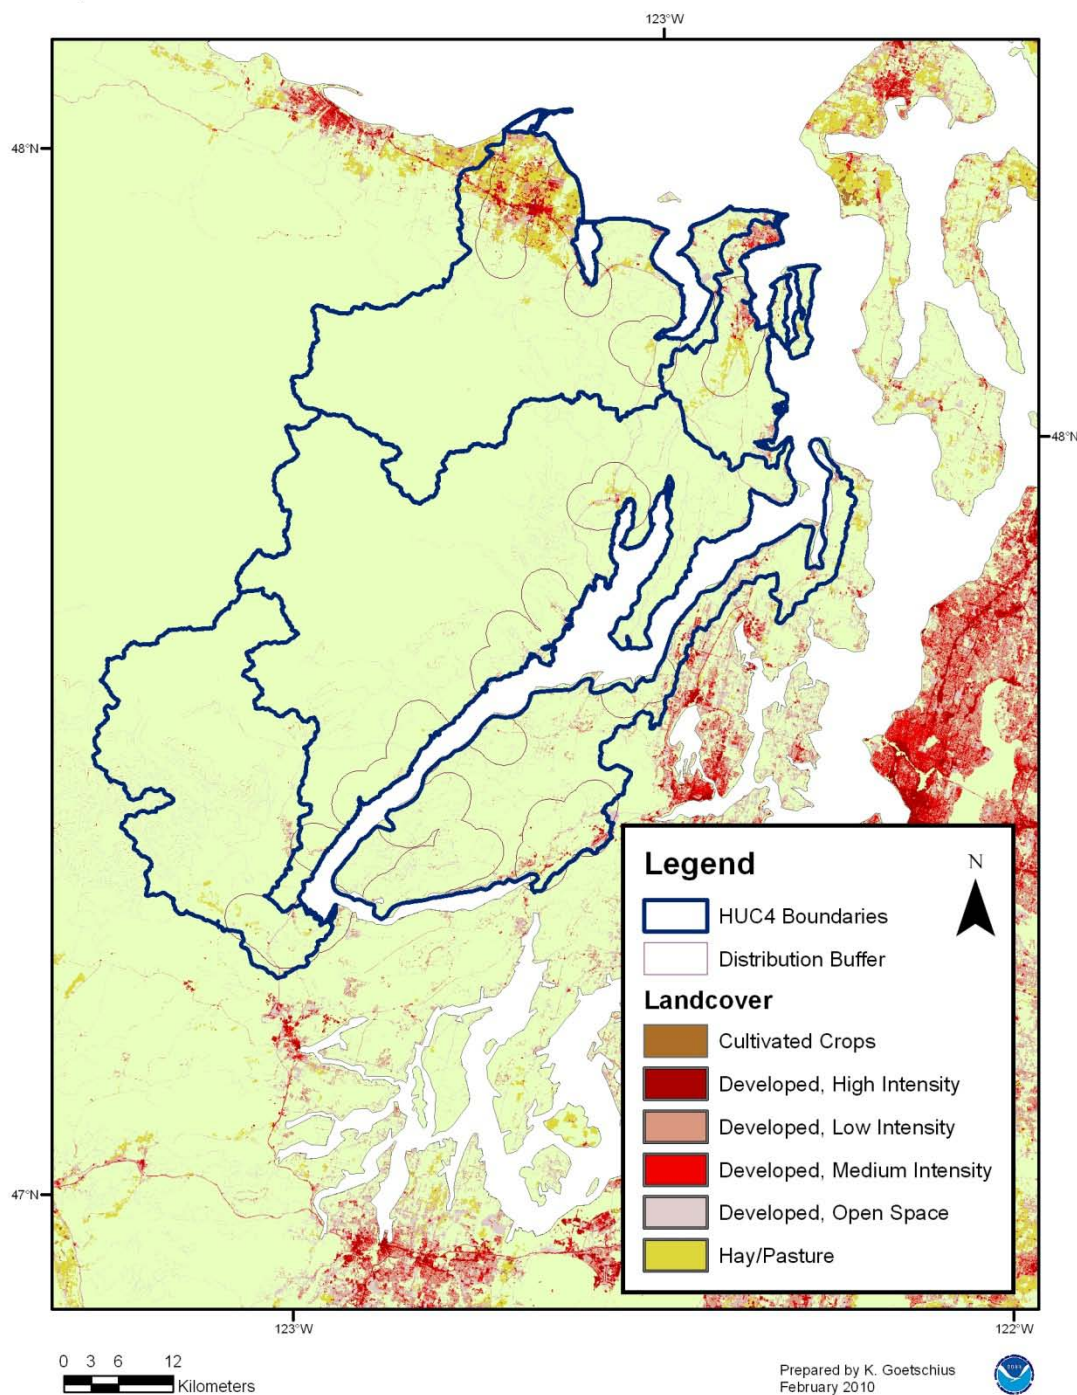 123°W
48°N
48°N
Legend
N
HUC4 Boundaries
Distribution Buffer
Landcover
Cultivated Crops
Developed, High Intensity
Developed, Low Intensity
Developed, Medium Intensity
Developed, Open Space
Hay/Pasture
47°N
123°W
122°W
0 3 6 12
Kilometers
Prepared by K. Goetschius
February 2010